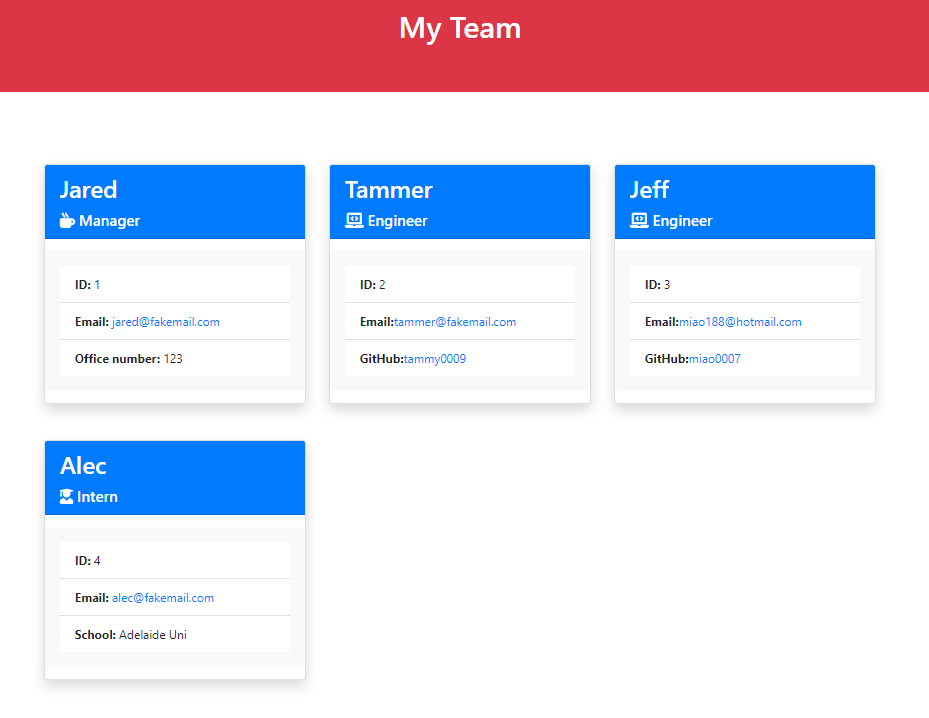 My Team
Jared
Manager
ID: 1
Email: jared@fakemail.com
Office number: 123
Tammer
Engineer
ID: 2
Email:tammer@fakemail.com
GitHub:tammy0009
Jeff
Engineer
ID: 3
Email:miao188@hotmail.com
GitHub:miao0007
Alec
Intern
ID: 4
Email: alec@fakemail.com
School: Adelaide Uni